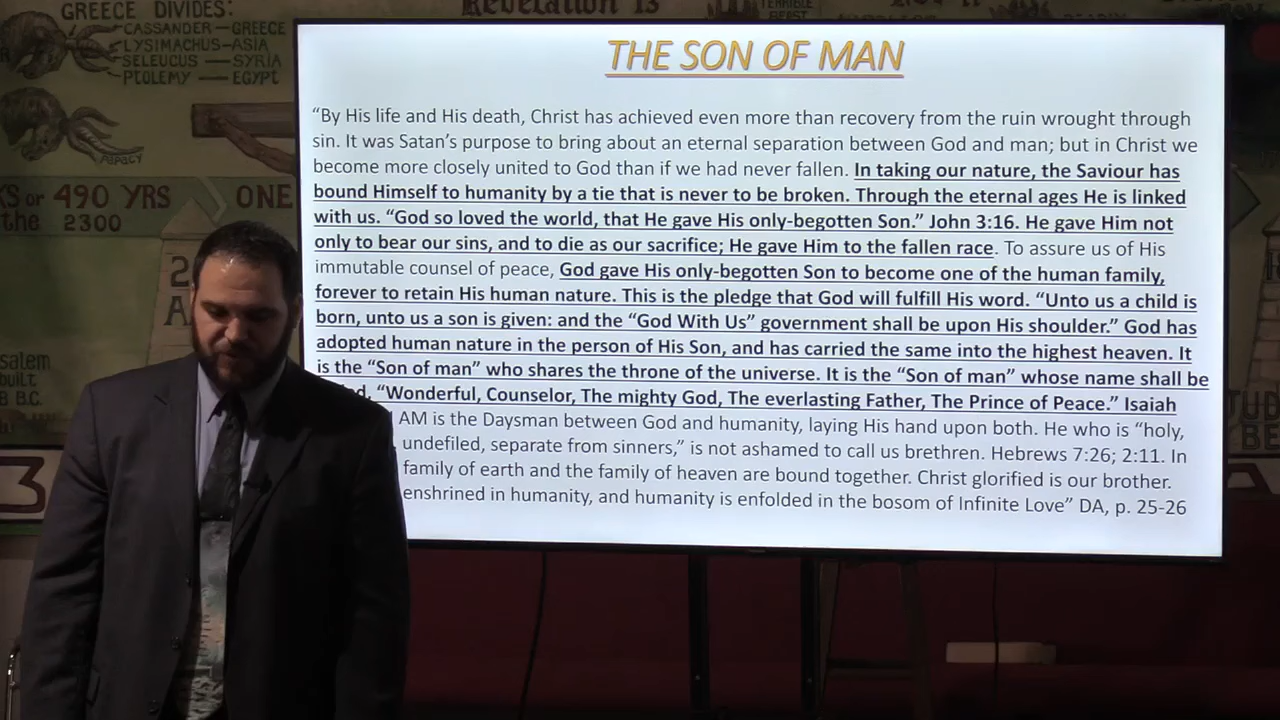 GREECE DIVIDES:
CASSANDER — GREECE
LYSIMACHUS-ASIA
SELEUCUS — SYRIA
PTOLEMY — EGYPT
Revelation 13
TERRIBLE
BEAST
PAPACY
S or 490 YRS
the 2300
ONE
2
A
salem
built
B.C.
3
THE SON OF MAN
“By His life and His death, Christ has achieved even more than recovery from the ruin wrought through
sin. It was Satan’s purpose to bring about an eternal separation between God and man; but in Christ we
become more closely united to God than if we had never fallen. In taking our nature, the Saviour has
bound Himself to humanity by a tie that is never to be broken. Through the eternal ages He is linked
with us. “God so loved the world, that He gave His only-begotten Son.” John 3:16. He gave Him not
only to bear our sins, and to die as our sacrifice; He gave Him to the fallen race. To assure us of His
immutable counsel of peace, God gave His only-begotten Son to become one of the human family,
forever to retain His human nature. This is the pledge that God will fulfill His word. “Unto us a child is
born, unto us a son is given: and the “God With Us” government shall be upon His shoulder.” God has
adopted human nature in the person of His Son, and has carried the same into the highest heaven. It
is the “Son of man” who shares the throne of the universe. It is the “Son of man” whose name shall be
“Wonderful, Counselor, The mighty God, The everlasting Father, The Prince of Peace.” Isaiah
AM is the Daysman between God and humanity, laying His hand upon both. He who is “holy,
undefiled, separate from sinners,” is not ashamed to call us brethren. Hebrews 7:26; 2:11. In
family of earth and the family of heaven are bound together. Christ glorified is our brother.
enshrined in humanity, and humanity is enfolded in the bosom of Infinite Love” DA, p. 25-26